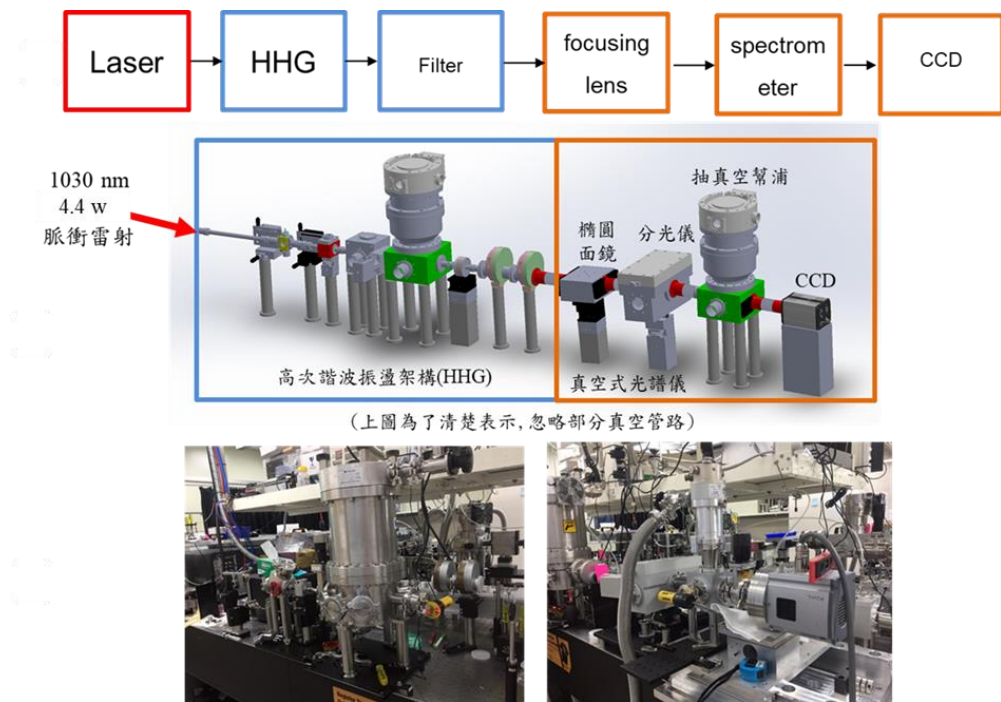 Laser
HHG
Filter
focusing
lens
spectrom
eter
CCD
1030 nm
4.4 w
脈衝雷射
抽真空幫浦
橢圓
面鏡
分光儀
CCD
高次諧波振盪架構(HHG)
真空式光譜儀
(上圖為了清楚表示,忽略部分真空管路)